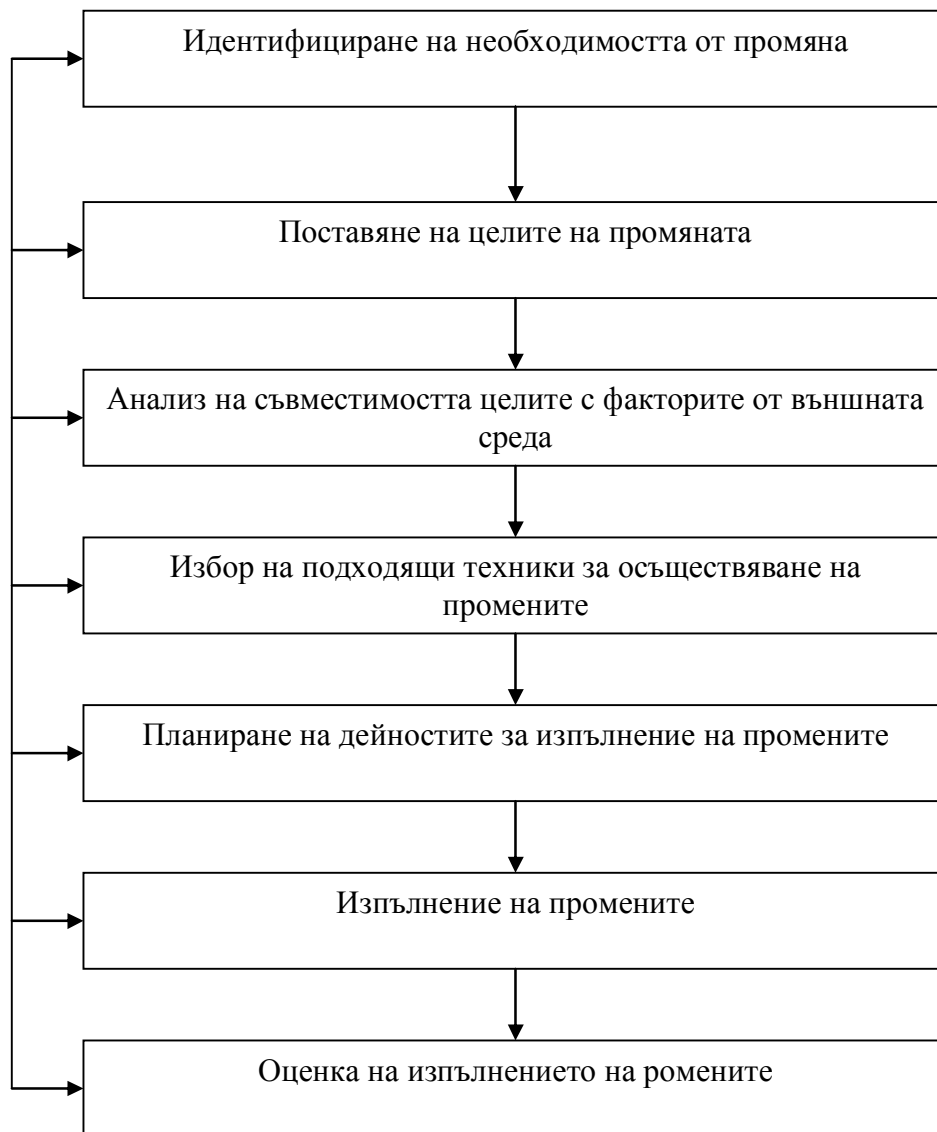 Идентифициране на необходимостта от промяна
Поставяне на целите на промяната
Анализ на съвместимостта целите с факторите от външната
среда
Избор на подходящи техники за осъществяване на
промените
Планиране на дейностите за изпълнение на промените
Изпълнение на промените
Оценка на изпълнението на ромените